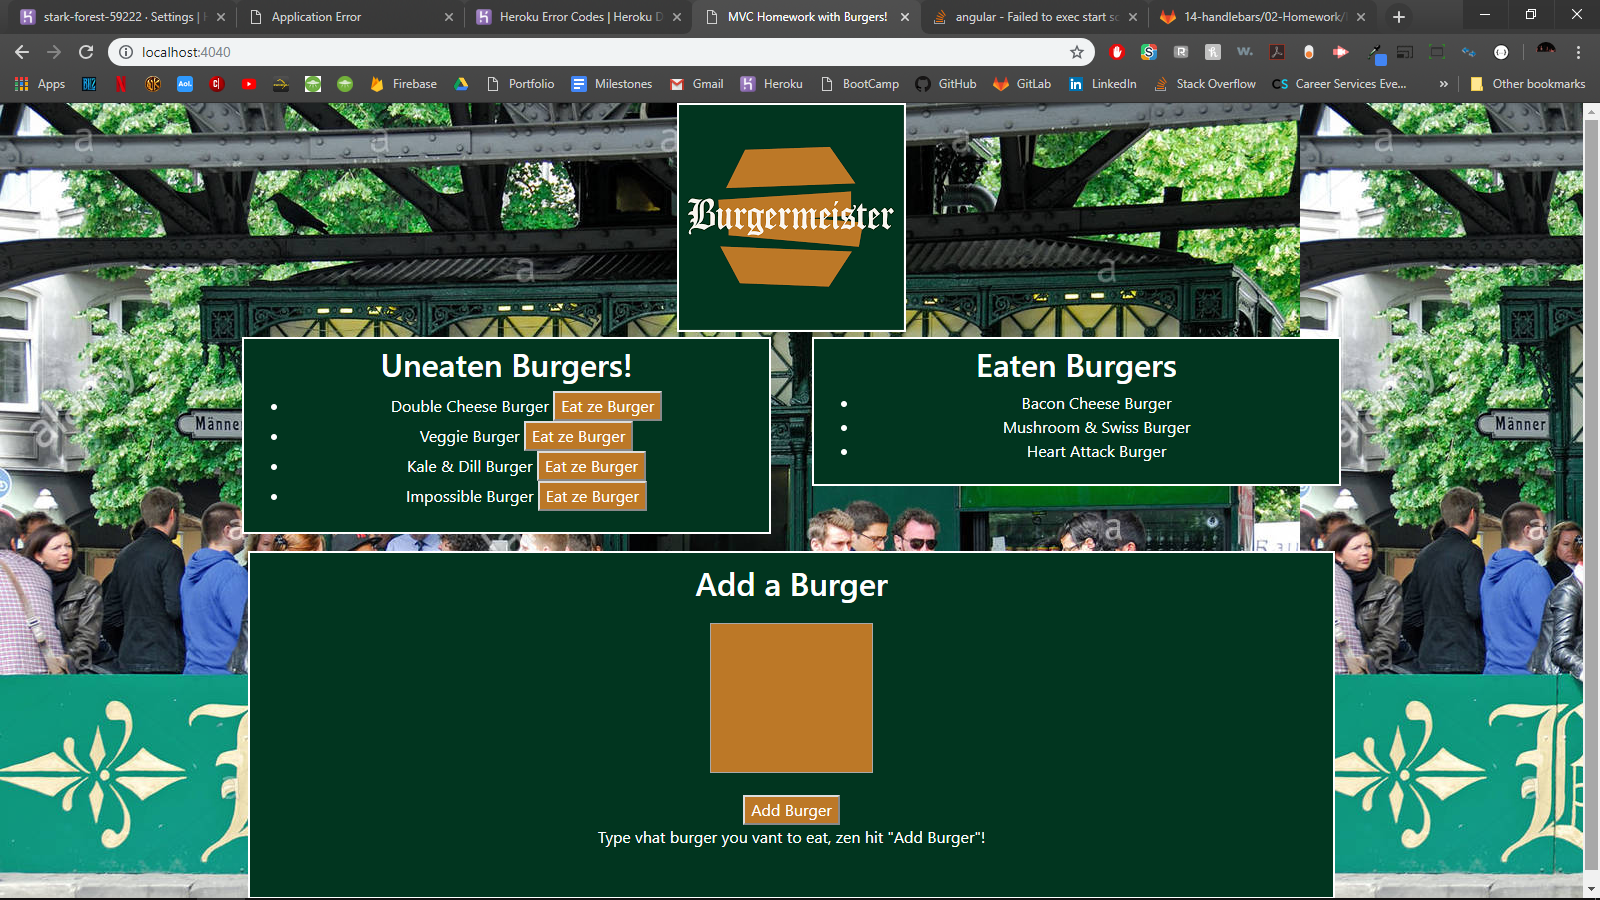 stark-forest-59222 · Settings |
Application Error
Heroku Error Codes | Heroku D
MVC Homework with Burgers!
angular - Failed to exec start sc
14-handlebars/02-Homework/
localhost:4040
Apps
Aol.
Firebase
Portfolio
Milestones
Gmail
Heroku
BootCamp
GitHub
GitLab
LinkedIn
Stack Overflow
CS
Career Services Eve...
»
Other bookmarks
Burgermeister
Uneaten Burgers!
Double Cheese Burger Eat ze Burger
Veggie Burger Eat ze Burger
Kale & Dill Burger Eat ze Burger
Impossible Burger Eat ze Burger
Eaten Burgers
Bacon Cheese Burger
Mushroom & Swiss Burger
Heart Attack Burger
Männe
Männer
Add a Burger
Add Burger
Type vhat burger you vant to eat, zen hit "Add Burger"!